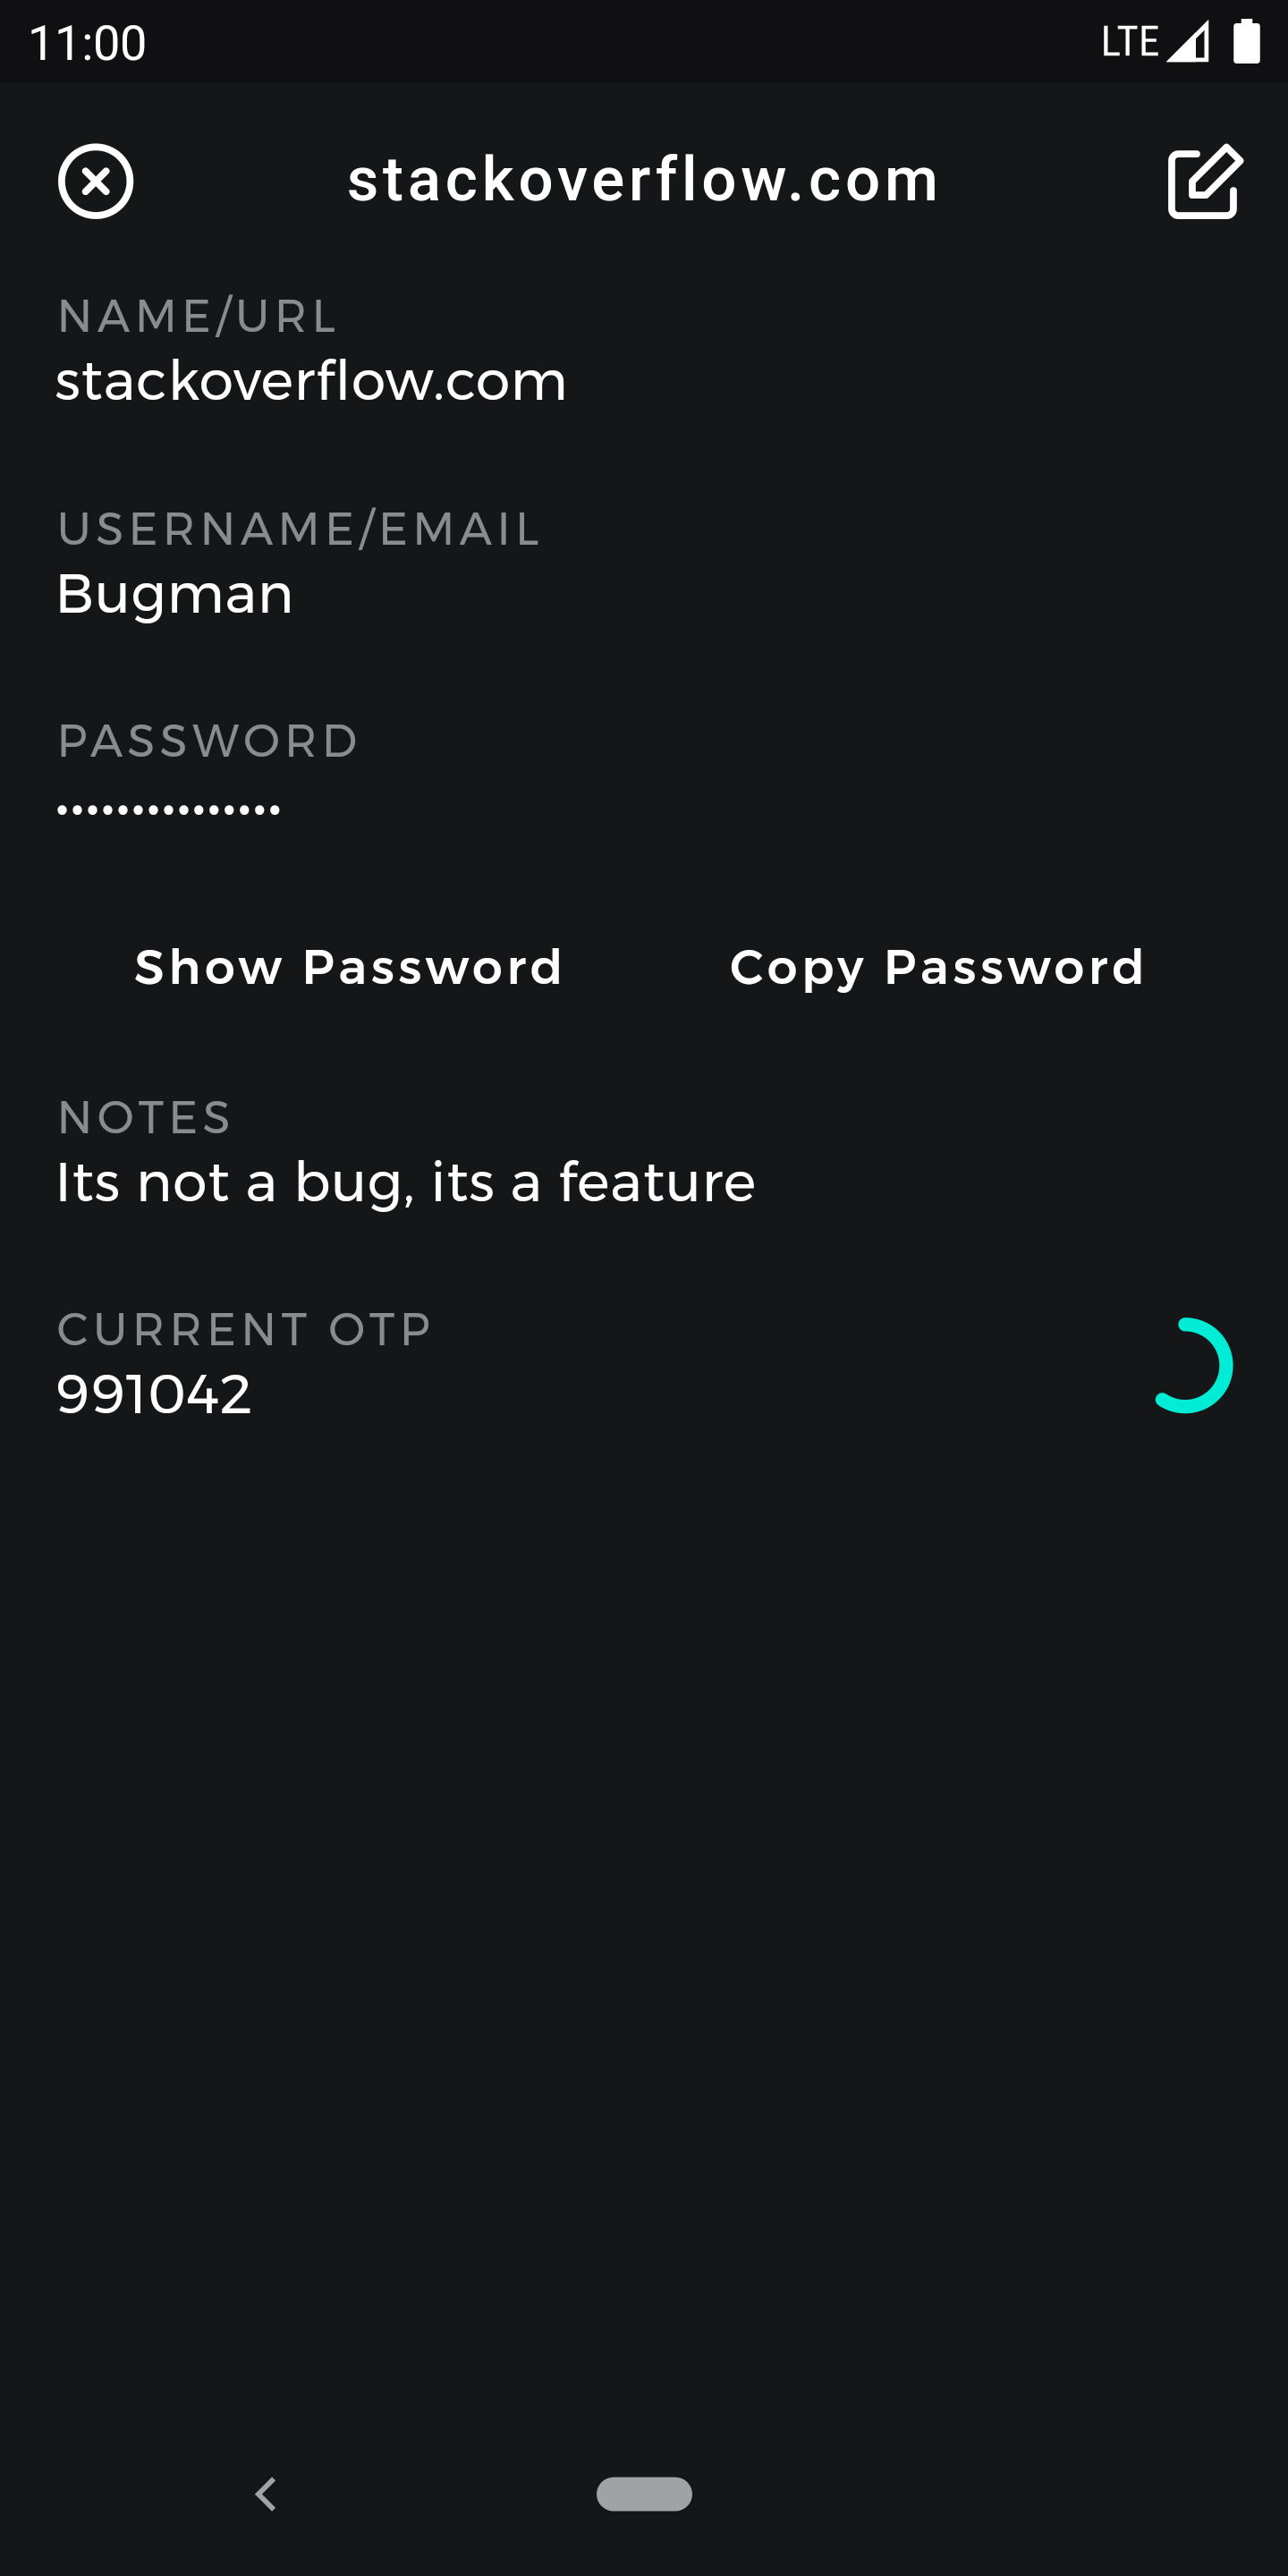 11:00 LTE
stackoverflow.com
NAME/URL
stackoverflow.com
USERNAME/EMAIL
Bugman
PASSWORD
•••••••••••••••
Show Password Copy Password
NOTES
Its not a bug, its a feature
CURRENT OTP
991042